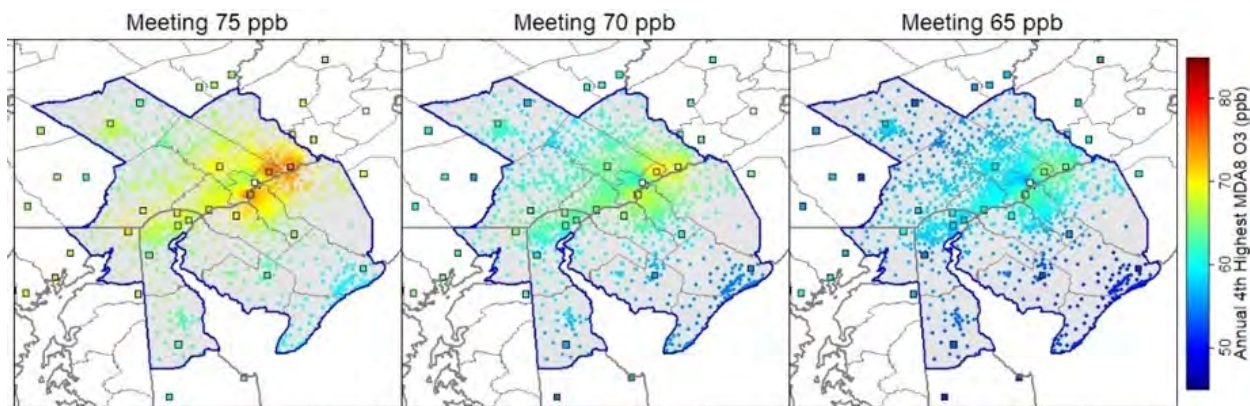 Meeting 75 ppb
Meeting 70 ppb
Meeting 65 ppb
80
70
60
50
Annual 4th Highest MDA8 O3 (ppb)